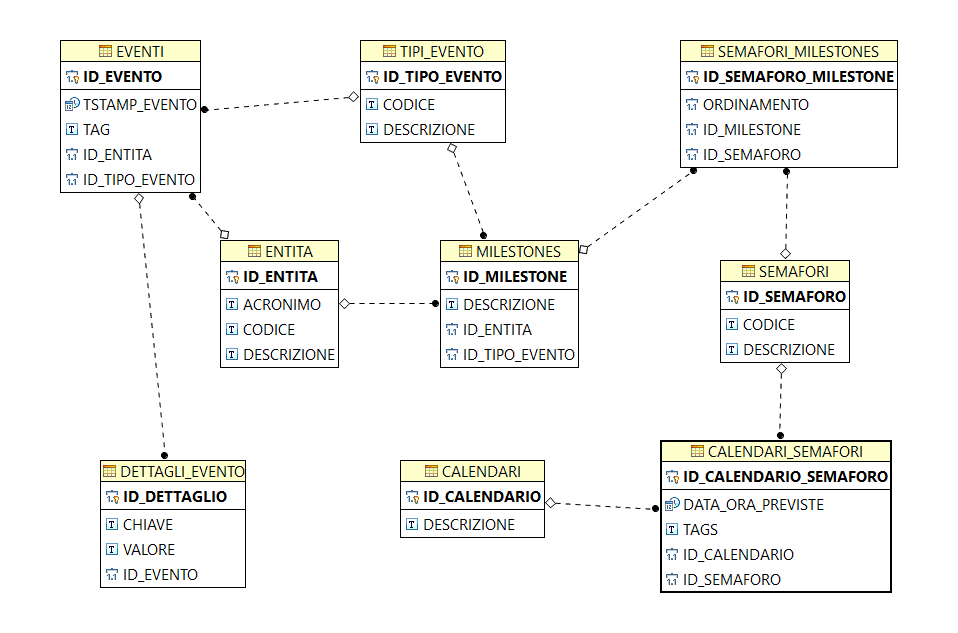 EVENTI
ID_EVENTO
TSTAMP_EVENTO
TAG
ID_ENTITA
ID_TIPO_EVENTO
TIPI_EVENTO
ID_TIPO_EVENTO
CODICE
DESCRIZIONE
SEMAFORI_MILESTONES
ID_SEMAFORO_MILESTONE
ORDINAMENTO
ID_MILESTONE
ID_SEMAFORO
ENTITA
ID_ENTITA
ACRONIMO
CODICE
DESCRIZIONE
MILESTONES
ID_MILESTONE
DESCRIZIONE
ID_ENTITA
ID_TIPO_EVENTO
SEMAFORI
ID_SEMAFORO
CODICE
DESCRIZIONE
DETTAGLI_EVENTO
ID_DETTAGLIO
CHIAVE
VALORE
ID_EVENTO
CALENDARI
ID_CALENDARIO
DESCRIZIONE
CALENDARI_SEMAFORI
ID_CALENDARIO_SEMAFORO
DATA_ORA_PREVISTE
TAGS
ID_CALENDARIO
ID_SEMAFORO